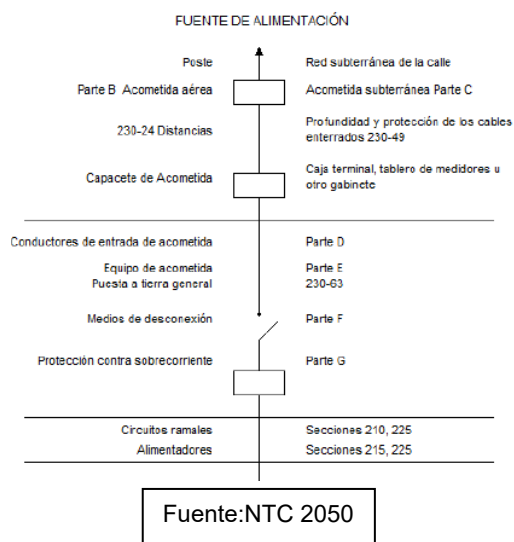 FUENTE DE ALIMENTACIÓN
Poste
Red subterránea de la calle
Parte B Acometida aérea
Acometida subterránea Parte C
230-24 Distancias
Profundidad y protección de los cables
enterrados 230-49
Capacete de Acometida
Caja terminal, tablero de medidores u
otro gabinete
Conductores de entrada de acometida
Parte D
Equipo de acometida
Parte E
Puesta a tierra general
230-63
Medios de desconexión
Parte F
Protección contra sobrecorriente
Parte G
Circuitos ramales
Secciones 210, 225
Alimentadores
Secciones 215, 225
Fuente:NTC 2050